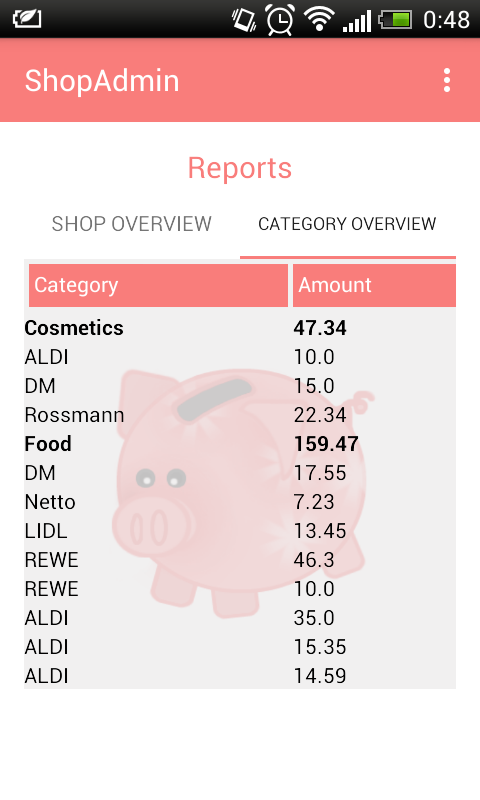 0:48
ShopAdmin
Reports
SHOP OVERVIEW CATEGORY OVERVIEW
Category Amount
Cosmetics 47.34
ALDI 10.0
DM 15.0
Rossmann 22.34
Food 159.47
DM 17.55
Netto 7.23
LIDL 13.45
REWE 46.3
REWE 10.0
ALDI 35.0
ALDI 15.35
ALDI 14.59